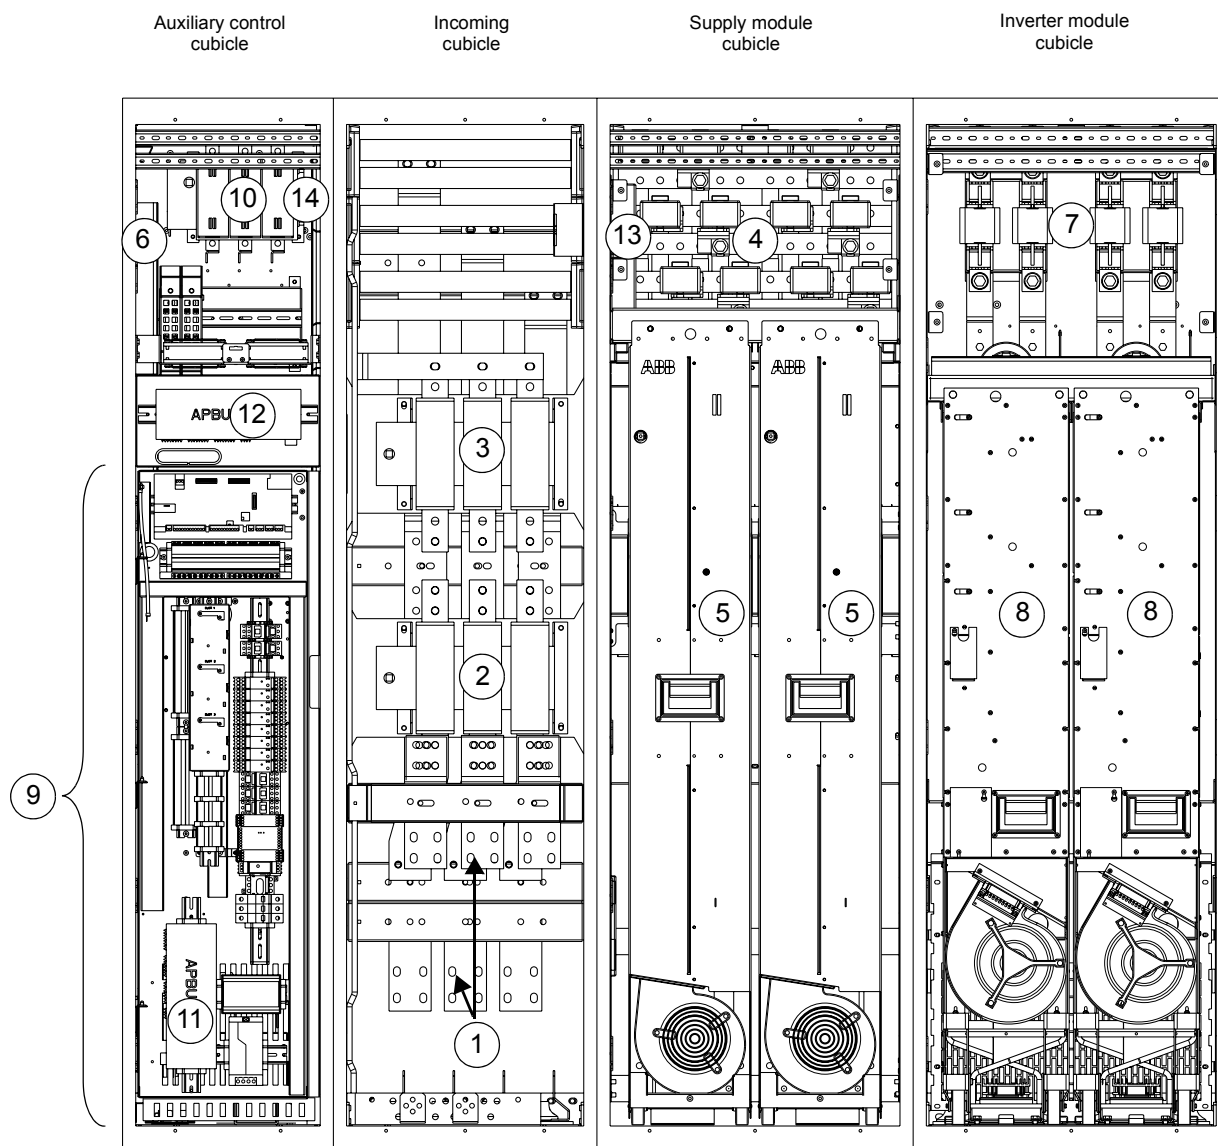 Auxiliary control
cubicle
Incoming
cubicle
Supply module
cubicle
Inverter module
cubicle
10
14
6
13
4
7
ABB
ABB
APBU
12
3
5
5
8
8
2
9
APBU
11
1